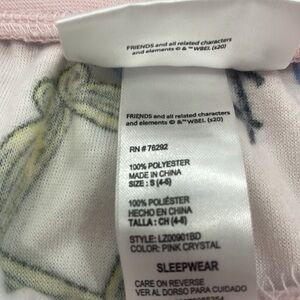 FRIENDS and all related characters
and elements © & ™ WBEI. (s20)
FRIENDS and all related characters
and elements © & ™ WBEI. (s20)
RN # 76292
100% POLYESTER
MADE IN CHINA
SIZE : S (4-6)
100% POLIÉSTER
HECHO EN CHINA
TALLA : CH (4-6)
STYLE: LZ00901BD
COLOR: PINK CRYSTAL
SLEEPWEAR
CARE ON REVERSE
VER AL DORSO PARA CUIDADO